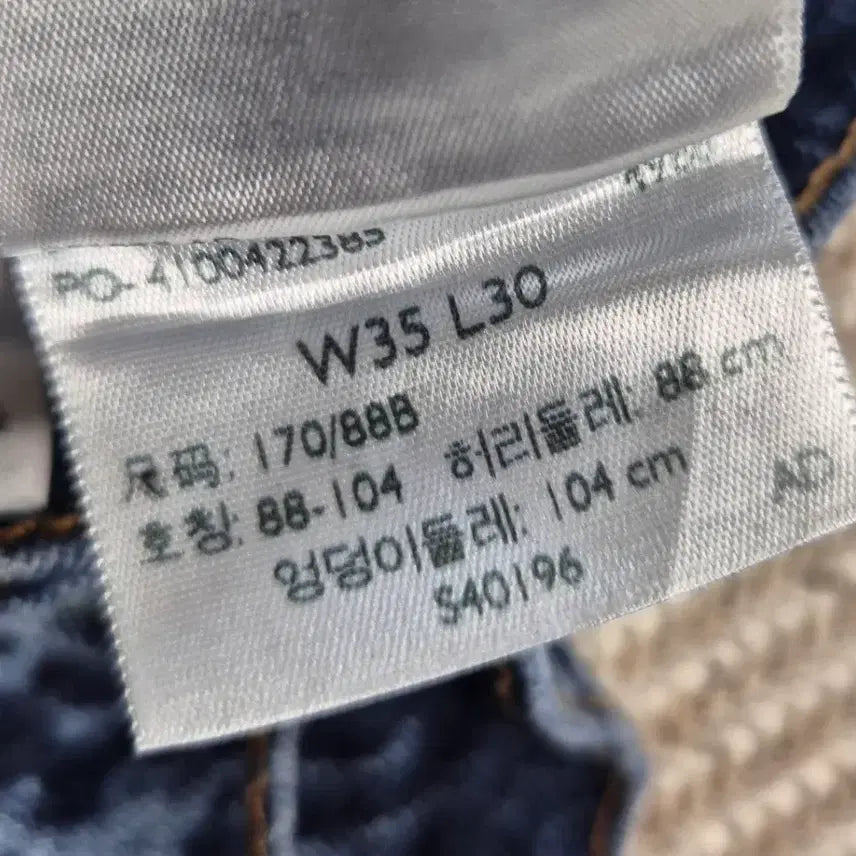 PO- 4100422385
W35 L30
尺码: 170/88B
호칭: 88-104 허리둘레: 88 cm
엉덩이둘레: 104 cm AD
S40196